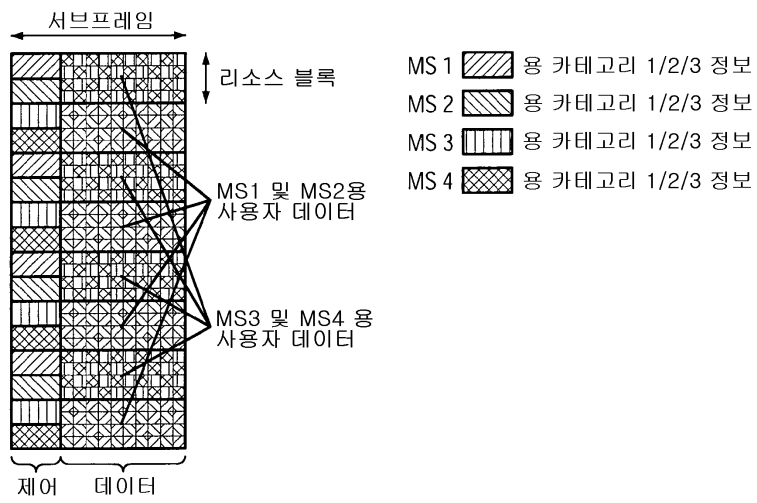 서브프레임
리소스 블록
MS1 및 MS2용
사용자 데이터
MS3 및 MS4 용
사용자 데이터
제어
데이터
MS 1 용 카테고리 1/2/3 정보
MS 2 용 카테고리 1/2/3 정보
MS 3 용 카테고리 1/2/3 정보
MS 4 용 카테고리 1/2/3 정보